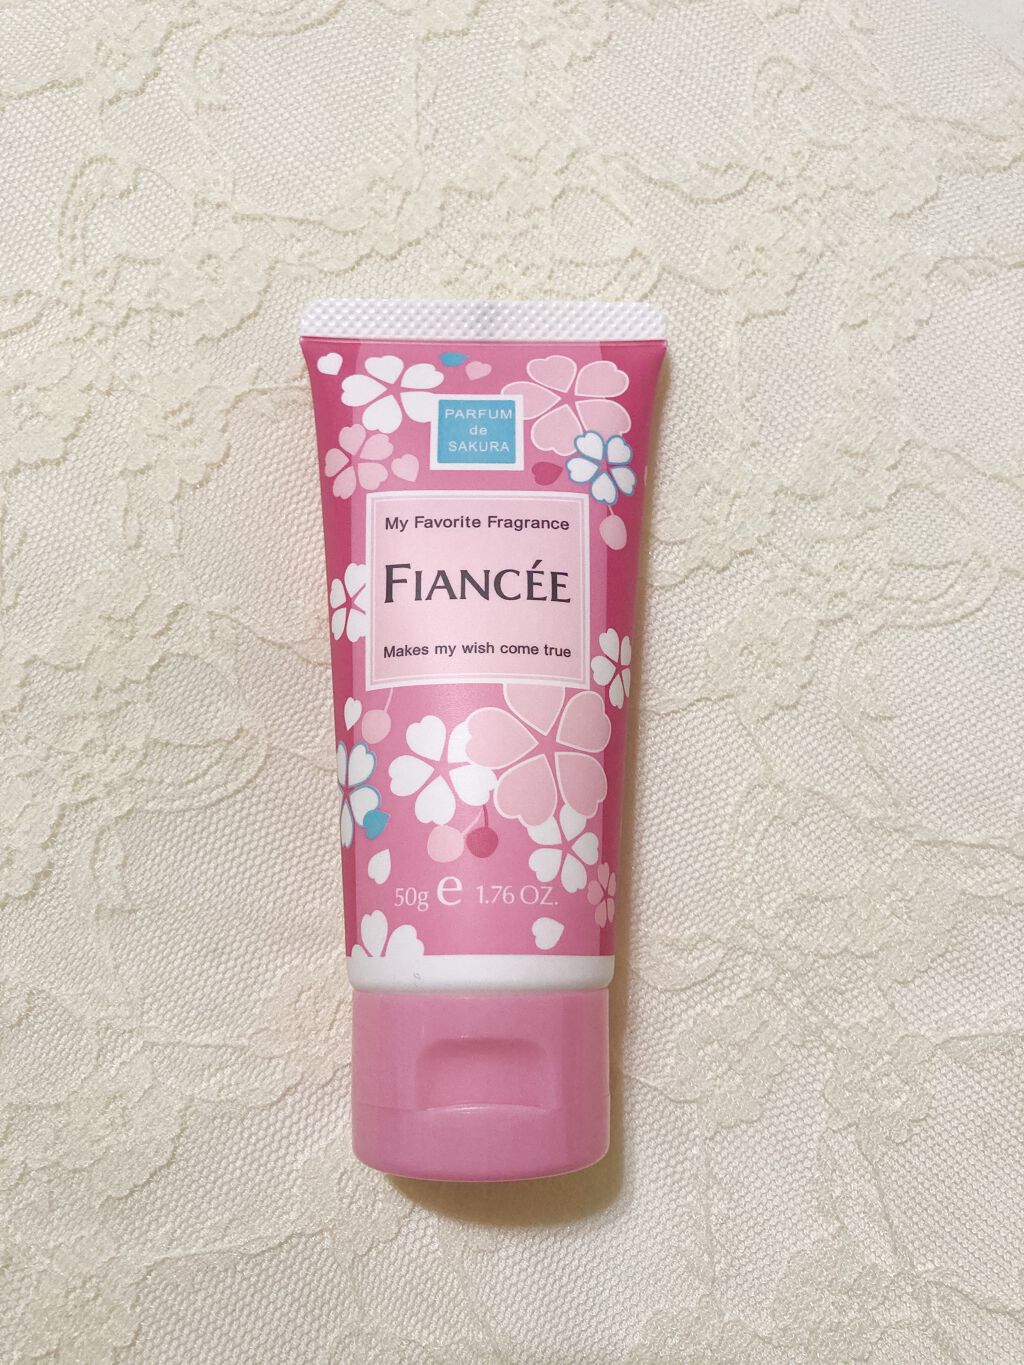 PARFUM
de
SAKURA
My Favorite Fragrance
FIANCÉE
Makes my wish come true
50g e 1.76 OZ.